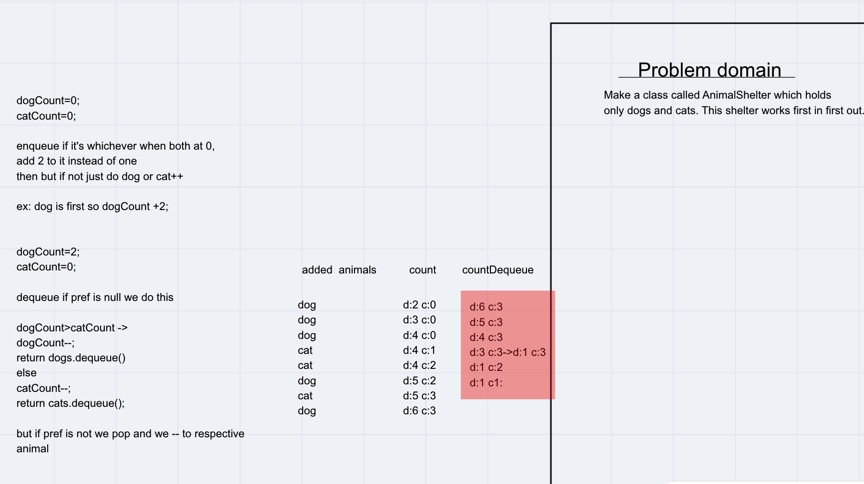 dogCount=0;
catCount=0;
enqueue if it's whichever when both at 0,
add 2 to it instead of one
then but if not just do dog or cat++
ex: dog is first so dogCount +2;
dogCount=2;
catCount=0;
dequeue if pref is null we do this
dogCount>catCount ->
dogCount--;
return dogs.dequeue()
else
catCount--;
return cats.dequeue();
but if pref is not we pop and we -- to respective
animal
added animals count countDequeue
dog d:2 c:0 d:6 c:3
dog d:3 c:0 d:5 c:3
dog d:4 c:0 d:4 c:3
cat d:4 c:1 d:3 c:3->d:1 c:3
cat d:4 c:2 d:1 c:2
dog d:5 c:2 d:1 c1:
cat d:5 c:3
dog d:6 c:3
Problem domain
Make a class called AnimalShelter which holds
only dogs and cats. This shelter works first in first out.